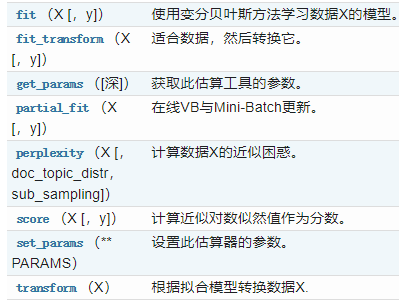 fit（X [，y]） 使用变分贝叶斯方法学习数据X的模型。
fit_transform（X 适合数据，然后转换它。
[，y]）
get_params（[深]） 获取此估算工具的参数。
partial_fit（X 在线VB与Mini-Batch更新。
[，y]）
perplexity（X [， 计算数据X的近似困惑。
doc_topic_distr，
sub_sampling]）
score（X [，y]） 计算近似对数似然值作为分数。
set_params（** 设置此估算器的参数。
PARAMS）
transform（X） 根据拟合模型转换数据X.